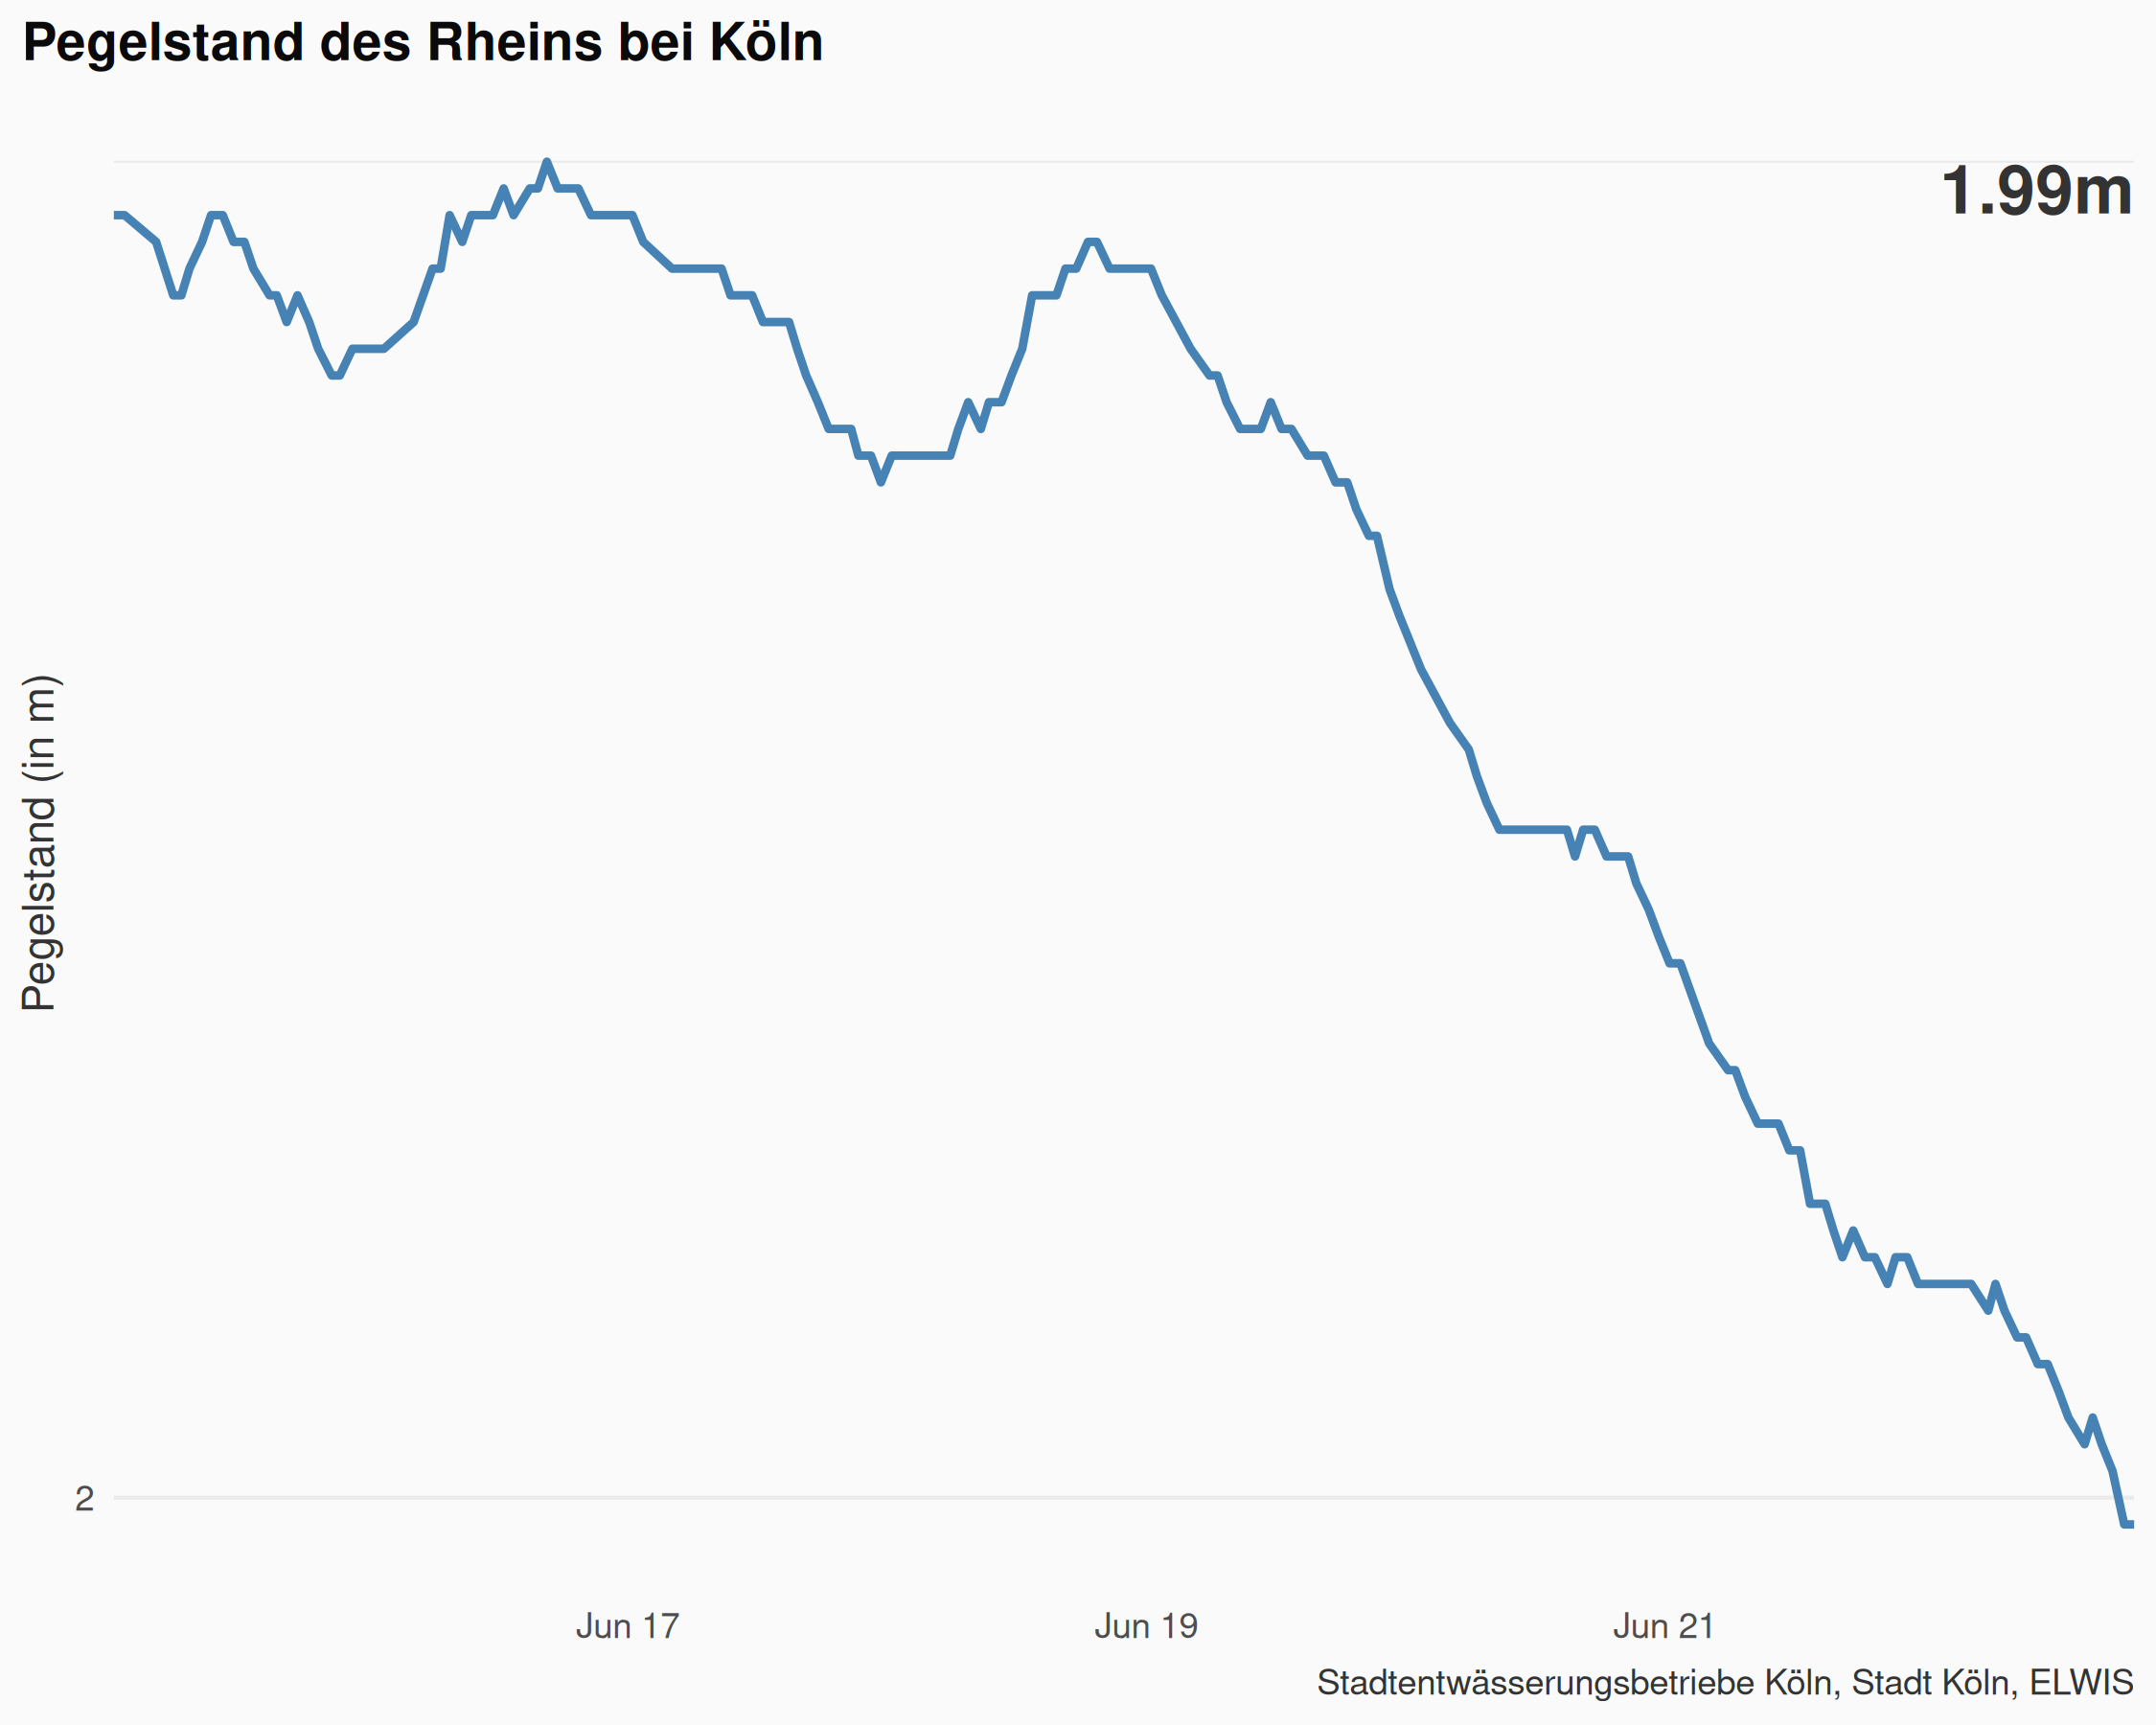 Pegelstand des Rheins bei Köln
1.99m
Pegelstand (in m)
2
Jun 17
Jun 19
Jun 21
Stadtentwässerungsbetriebe Köln, Stadt Köln, ELWIS